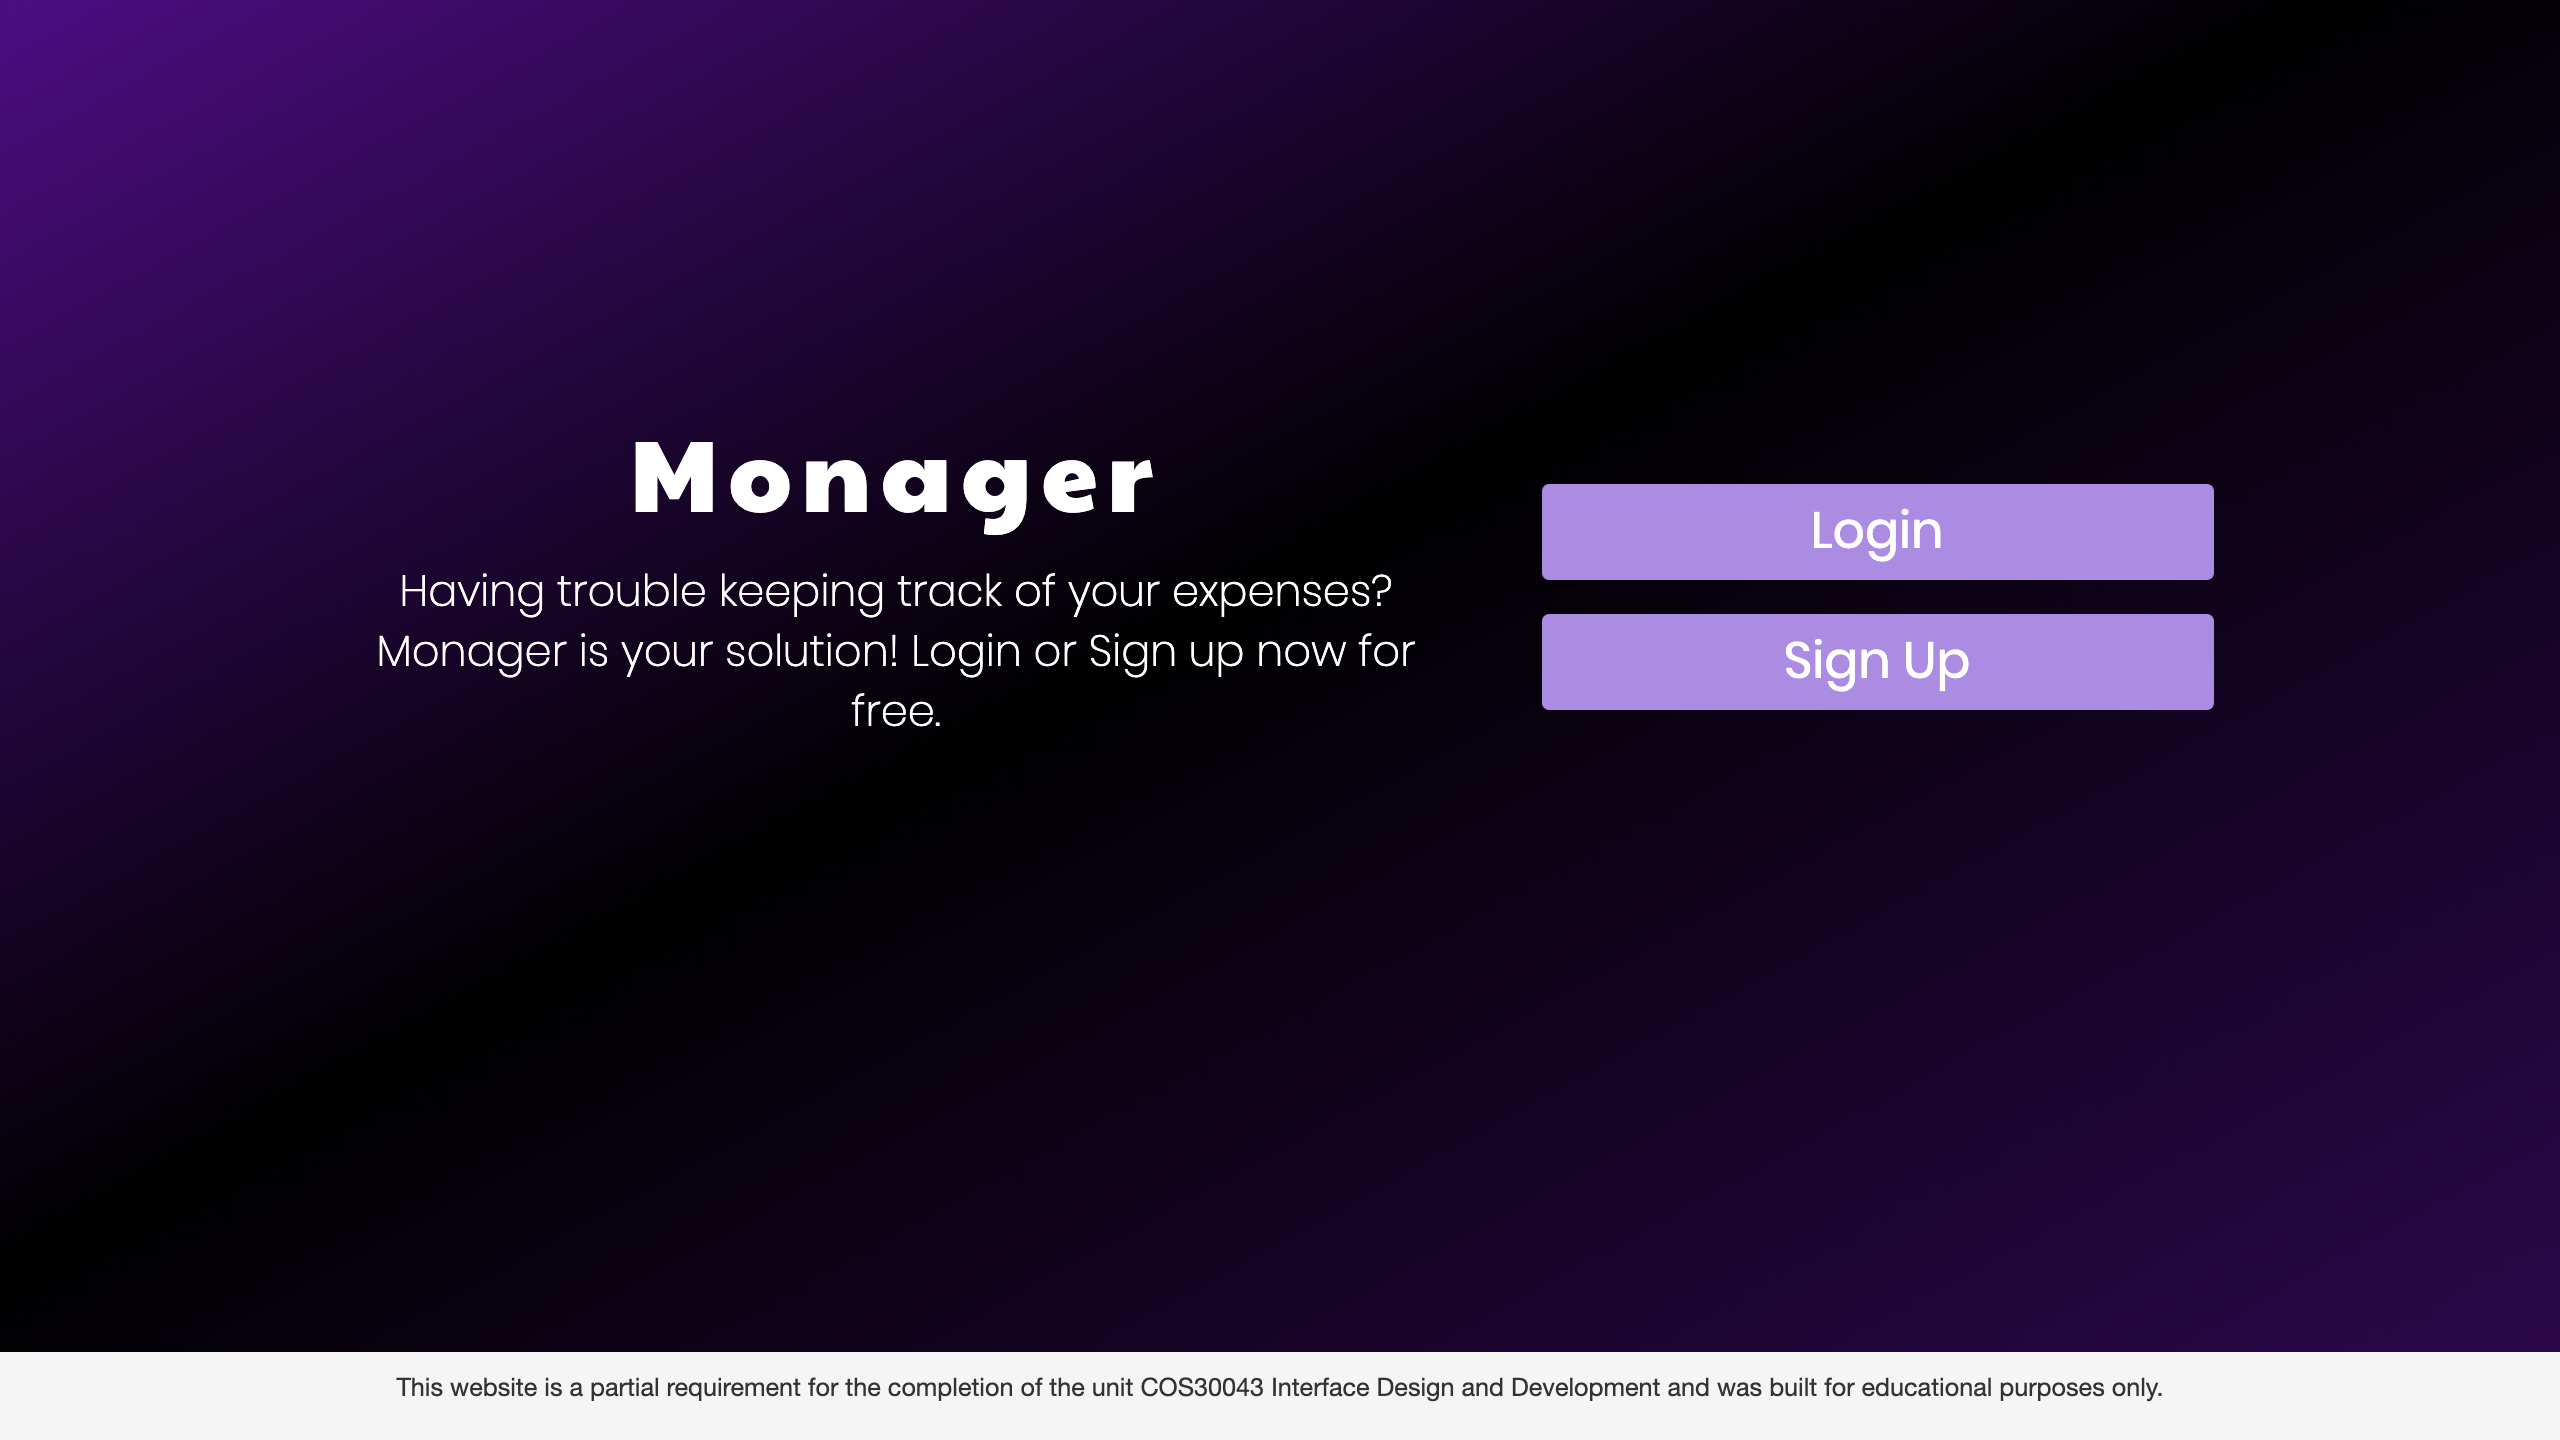 Monager
Having trouble keeping track of your expenses?
Monager is your solution! Login or Sign up now for
free.
Login
Sign Up
This website is a partial requirement for the completion of the unit COS30043 Interface Design and Development and was built for educational purposes only.